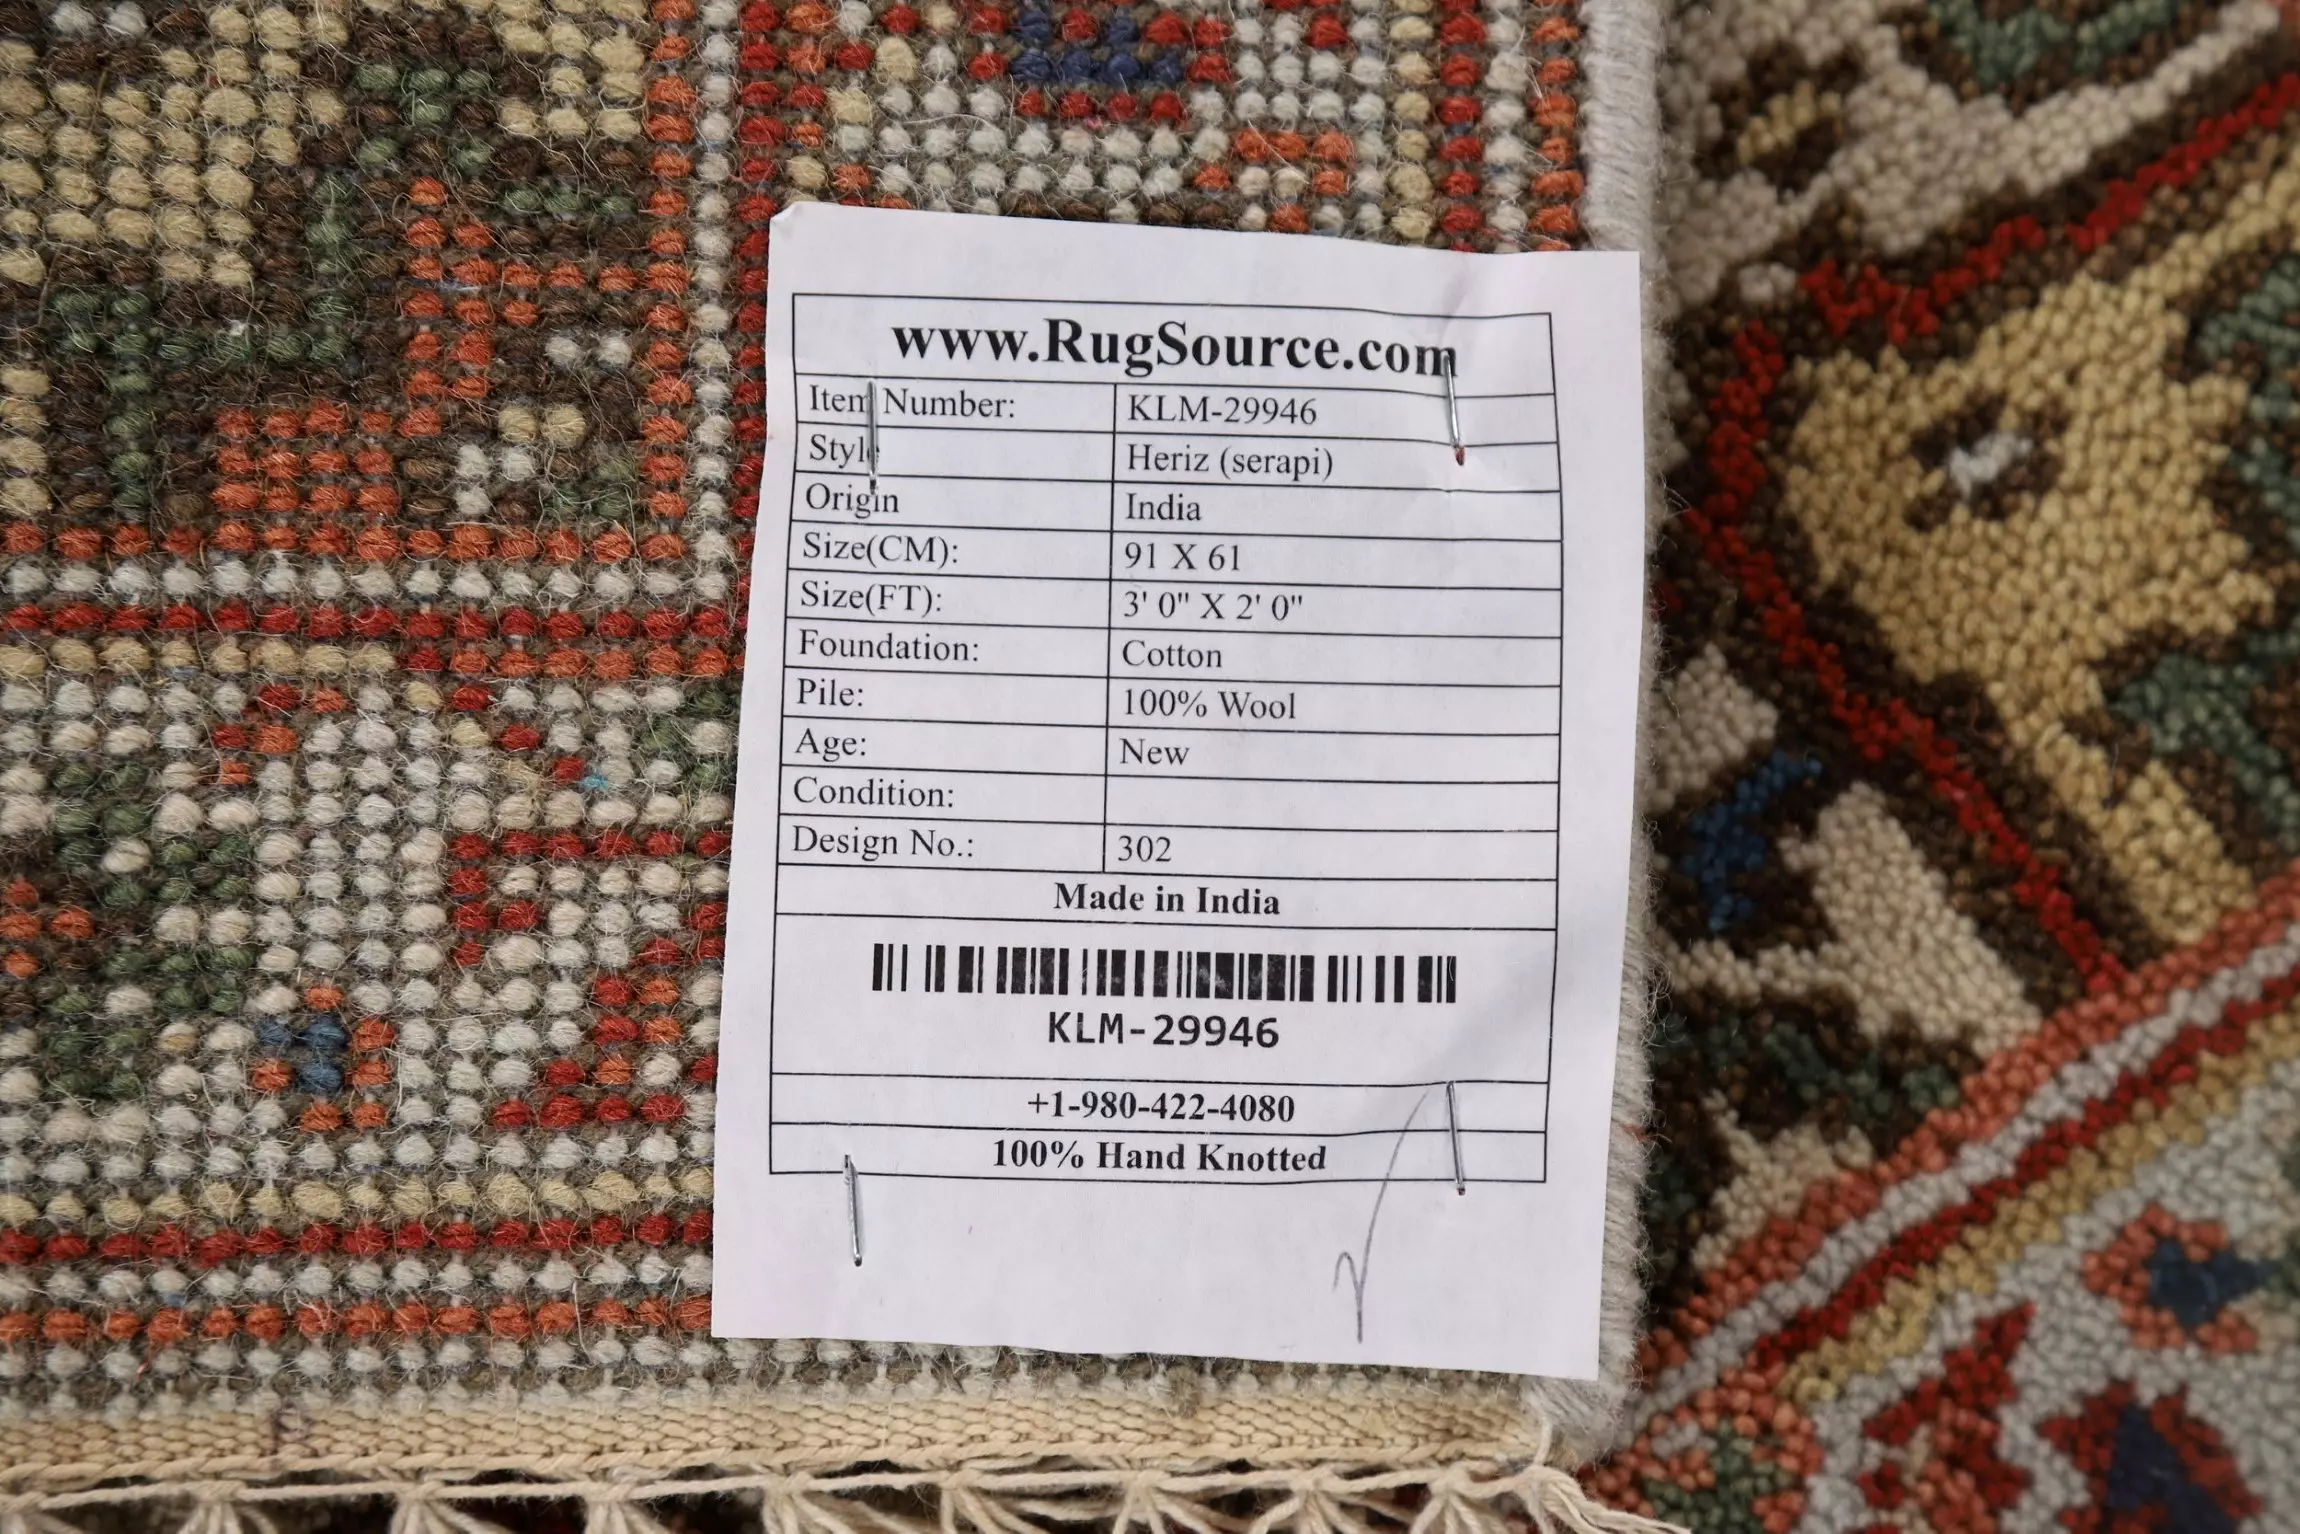 www.RugSource.com
Item Number: KLM-29946
Style Heriz (serapi)
Origin India
Size(CM): 91 X 61
Size(FT): 3' 0" X 2' 0"
Foundation: Cotton
Pile: 100% Wool
Age: New
Condition:
Design No.: 302
Made in India
KLM-29946
+1-980-422-4080
100% Hand Knotted